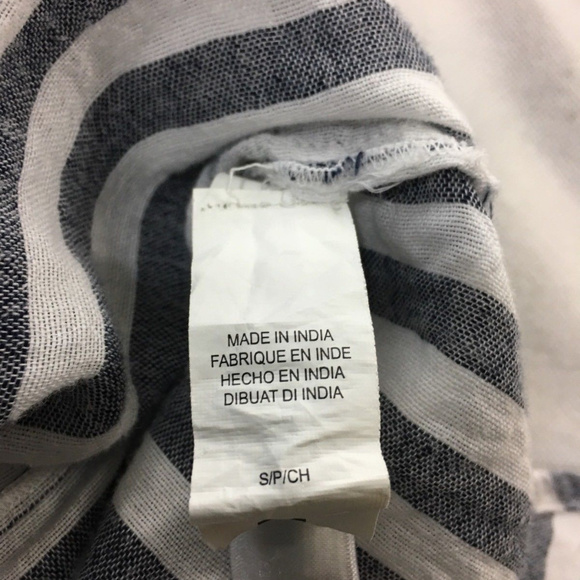 MADE IN INDIA
FABRIQUE EN INDE
HECHO EN INDIA
DIBUAT DI INDIA
S/P/CH